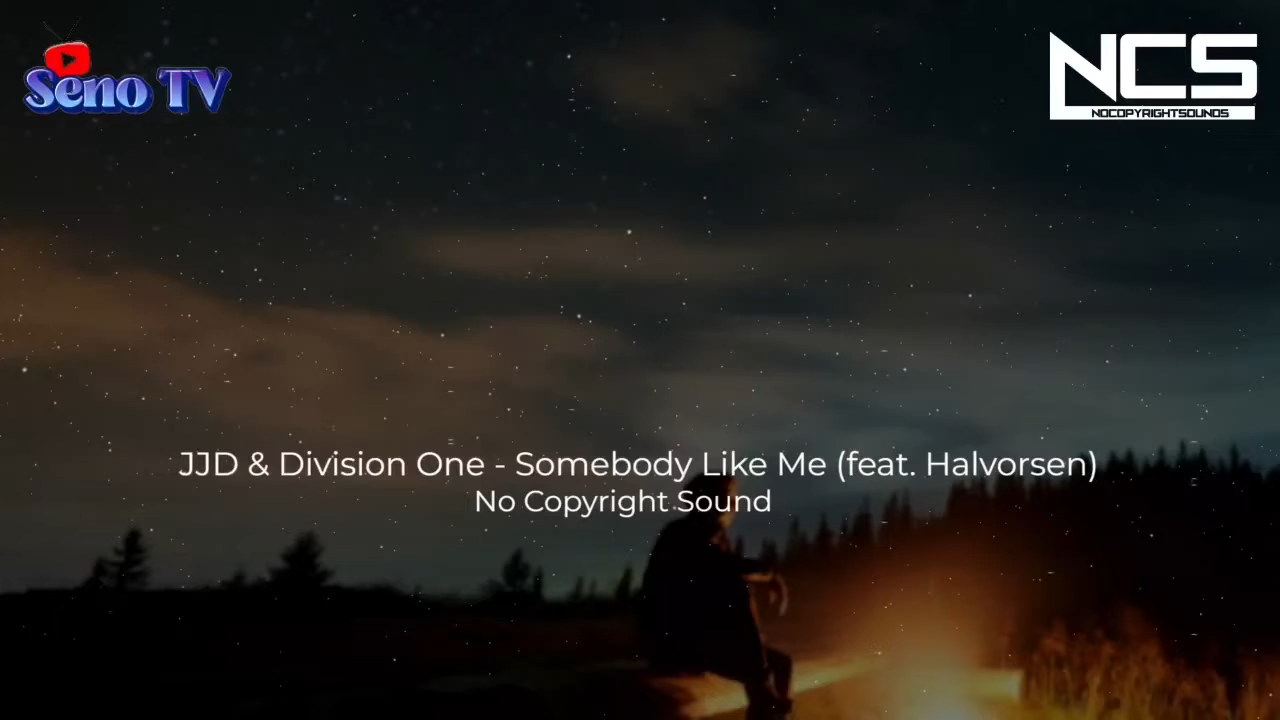 Seno TV
NCS
NOCOPYRIGHTSOUNDS
JJD & Division One - Somebody Like Me (feat. Halvorsen)
No Copyright Sound